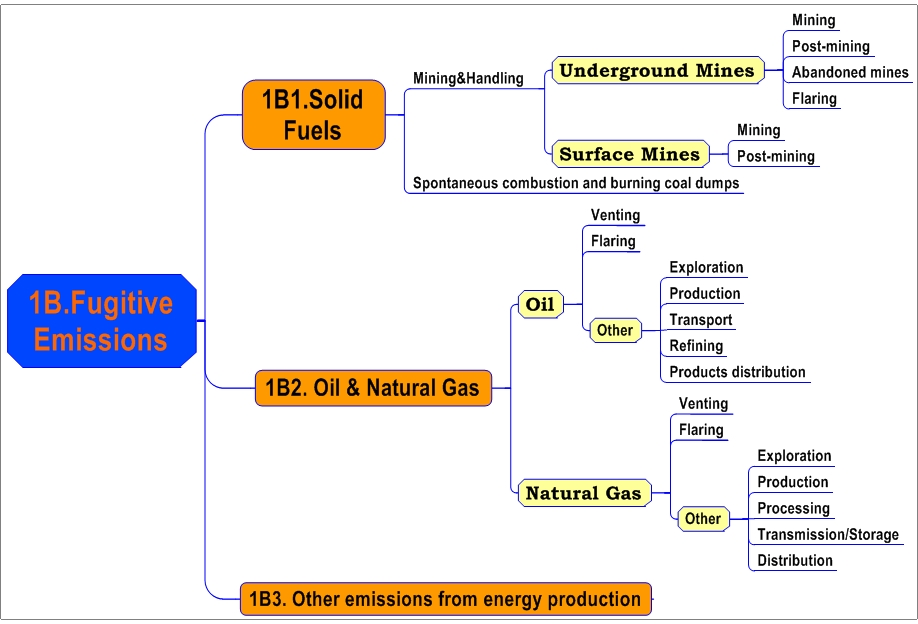 1B.Fugitive
Emissions
1B1.Solid
Fuels
Mining&Handling
Underground Mines
Mining
Post-mining
Abandoned mines
Flaring
Surface Mines
Mining
Post-mining
Spontaneous combustion and burning coal dumps
1B2. Oil & Natural Gas
Oil
Venting
Flaring
Other
Exploration
Production
Transport
Refining
Products distribution
Natural Gas
Venting
Flaring
Other
Exploration
Production
Processing
Transmission/Storage
Distribution
1B3. Other emissions from energy production